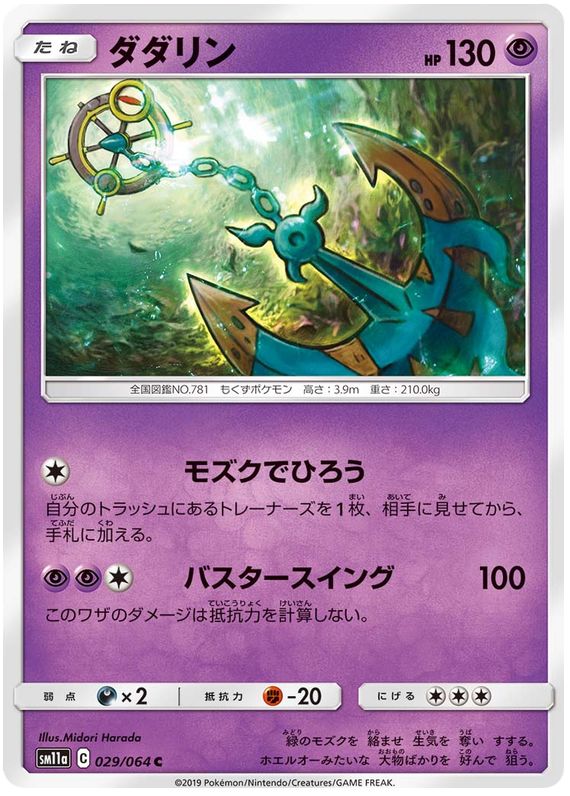 たね ダダリン HP 130
全国図鑑NO.781 もくずポケモン 高さ：3.9m 重さ：210.0kg
モズクでひろう
自分のトラッシュにあるトレーナーズを1枚、相手に見せてから、
手札に加える。
バスタースイング 100
このワザのダメージは抵抗力を計算しない。
弱点 ×2 抵抗力 -20 にげる
Illus.Midori Harada
緑のモズクを 絡ませ 生気を 奪い すする。
ホエルオーみたいな 大物ばかりを 好んで 狙う。
sm11a C 029/064 C
©2019 Pokémon/Nintendo/Creatures/GAME FREAK.